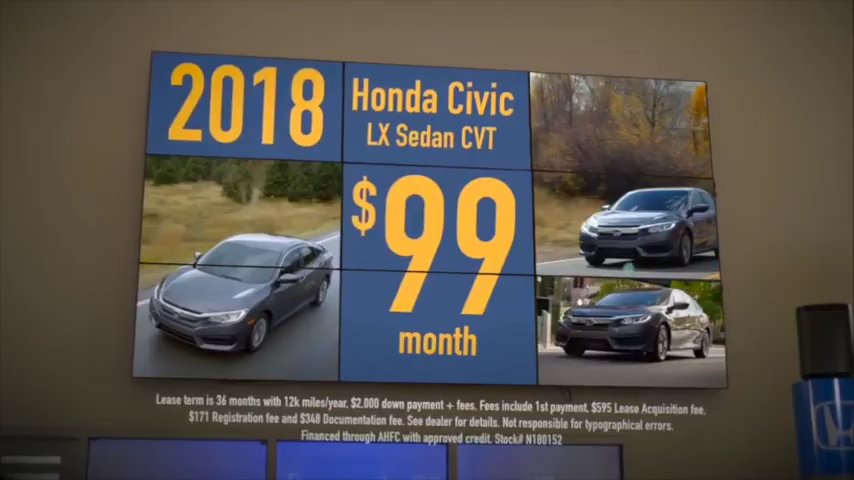 2018
Honda Civic
LX Sedan CVT
$99
month
Lease term is 36 months with 12k miles/year, $2,000 down payment + fees. Fees include 1st payment, $595 Lease Acquisition fee,
$171 Registration fee and $348 Documentation fee. See dealer for details. Not responsible for typographical errors.
Financed through AHFC with approved credit. Stock# N180152